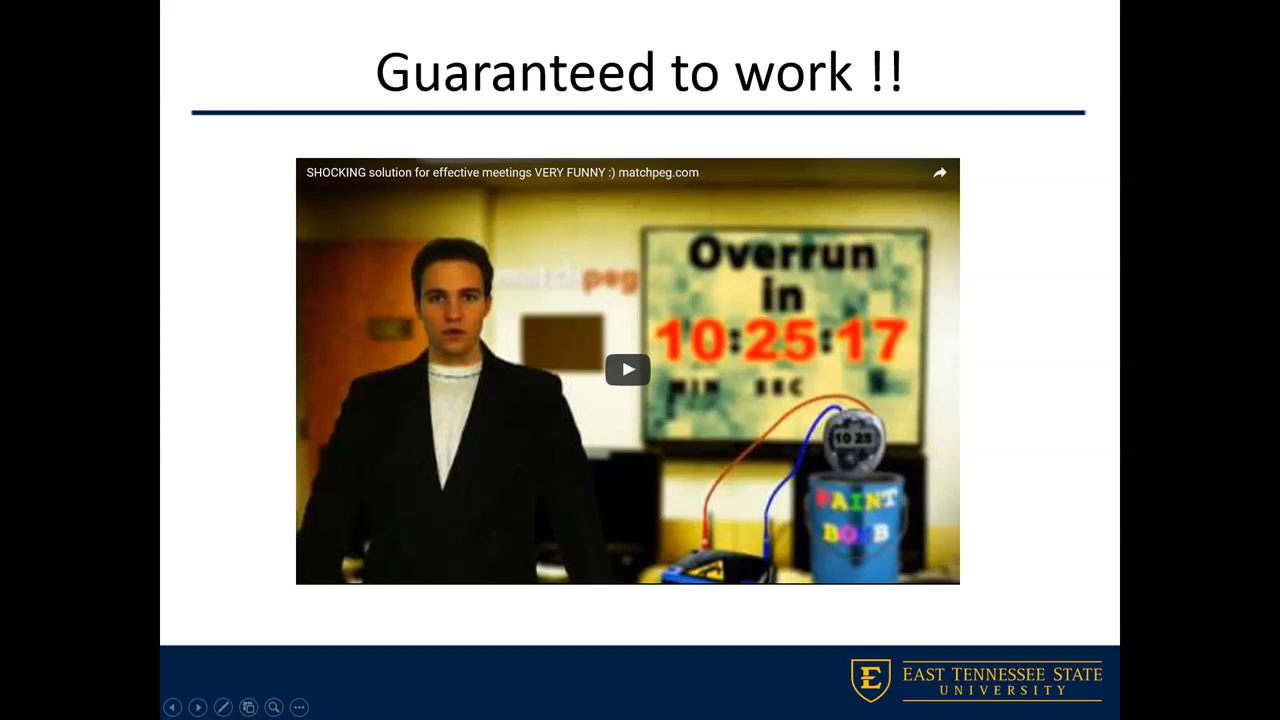 Guaranteed to work !!
SHOCKING solution for effective meetings VERY FUNNY :) matchpeg.com
peg
Overrun
in
10:25:17
MIN SEC
10 25
PAINT
BOMB
EAST TENNESSEE STATE
UNIVERSITY